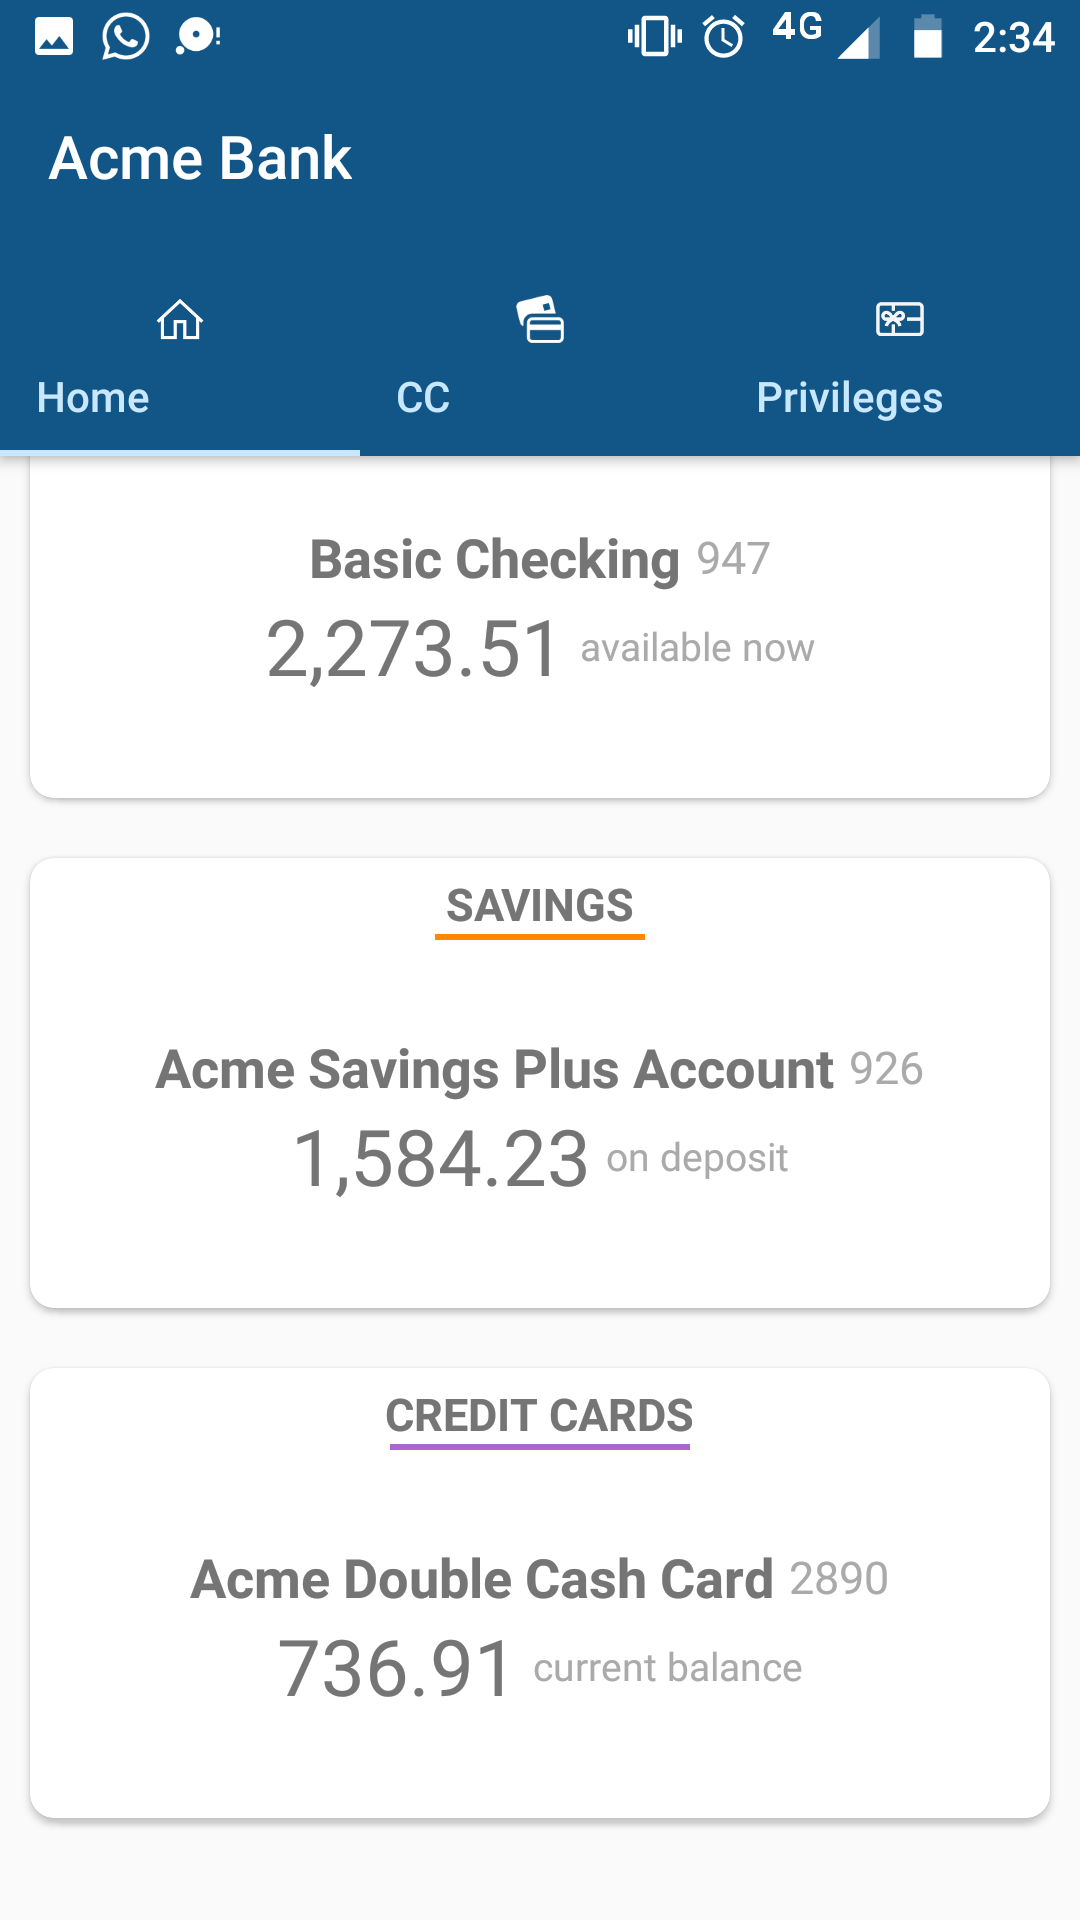 4G 2:34
Acme Bank
Home CC Privileges
Basic Checking 947
2,273.51 available now
SAVINGS
Acme Savings Plus Account 926
1,584.23 on deposit
CREDIT CARDS
Acme Double Cash Card 2890
736.91 current balance